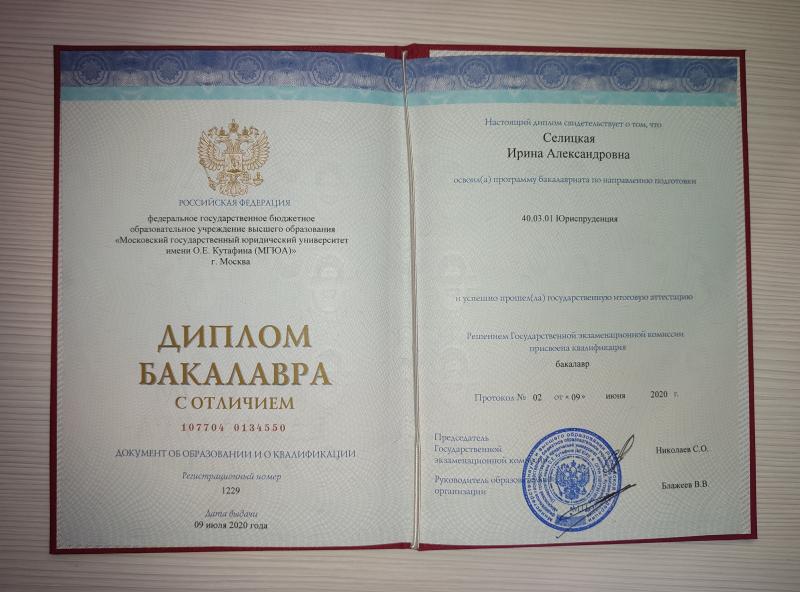 РОССИЙСКАЯ ФЕДЕРАЦИЯ
федеральное государственное бюджетное
образовательное учреждение высшего образования
«Московский государственный юридический университет
имени О.Е. Кутафина (МГЮА)»
г. Москва
ДИПЛОМ
БАКАЛАВРА
С ОТЛИЧИЕМ
107704 0134550
ДОКУМЕНТ ОБ ОБРАЗОВАНИИ И О КВАЛИФИКАЦИИ
Регистрационный номер
1229
Дата выдачи
09 июля 2020 года
Настоящий диплом свидетельствует о том, что
Селицкая
Ирина Александровна
освоил(а) программу бакалавриата по направлению подготовки
40.03.01 Юриспруденция
и успешно прошел(ла) государственную итоговую аттестацию
Решением Государственной экзаменационной комиссии
присвоена квалификация
бакалавр
Протокол № 02 от « 09 » июня 2020 г.
Председатель
Государственной
экзаменационной
Николаев С.О.
Руководитель
организации
Блажеев В.В.